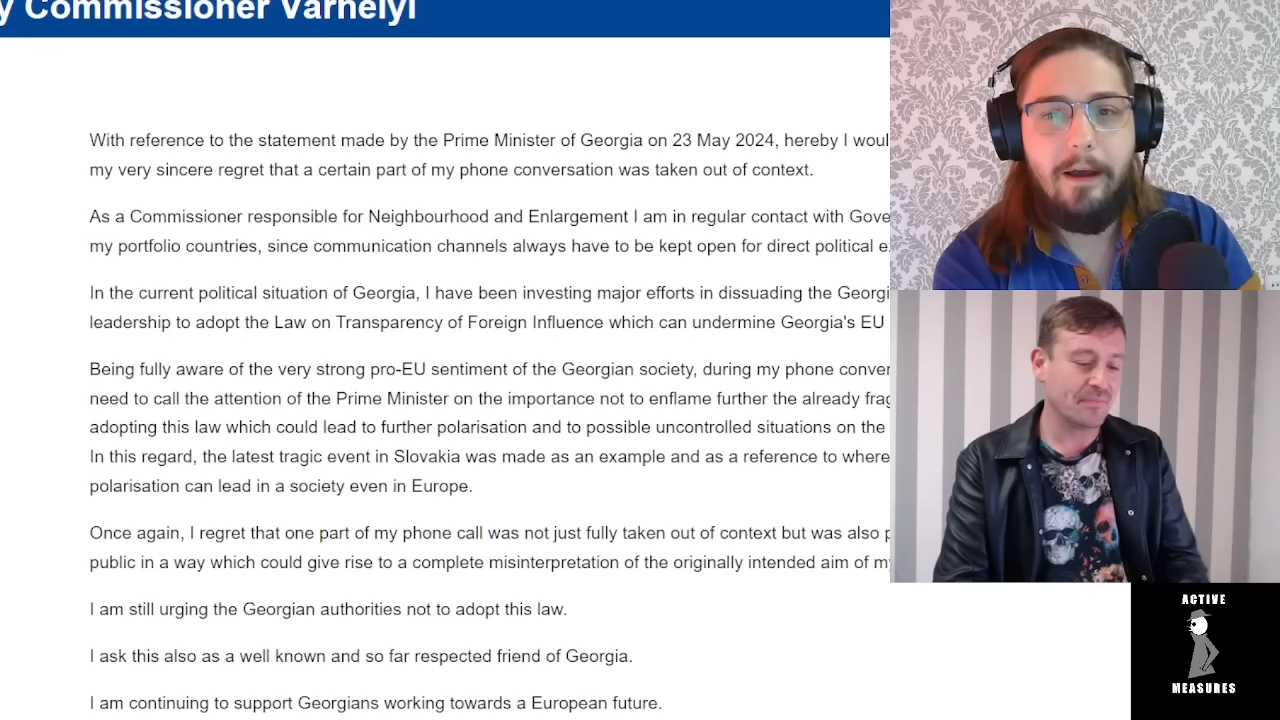 y Commissioner Várhelyi
With reference to the statement made by the Prime Minister of Georgia on 23 May 2024, hereby I woul
my very sincere regret that a certain part of my phone conversation was taken out of context.
As a Commissioner responsible for Neighbourhood and Enlargement I am in regular contact with Gove
my portfolio countries, since communication channels always have to be kept open for direct political e
In the current political situation of Georgia, I have been investing major efforts in dissuading the Georgi
leadership to adopt the Law on Transparency of Foreign Influence which can undermine Georgia's EU
Being fully aware of the very strong pro-EU sentiment of the Georgian society, during my phone conver
need to call the attention of the Prime Minister on the importance not to enflame further the already frag
adopting this law which could lead to further polarisation and to possible uncontrolled situations on the
In this regard, the latest tragic event in Slovakia was made as an example and as a reference to where
polarisation can lead in a society even in Europe.
Once again, I regret that one part of my phone call was not just fully taken out of context but was also p
public in a way which could give rise to a complete misinterpretation of the originally intended aim of my
I am still urging the Georgian authorities not to adopt this law.
I ask this also as a well known and so far respected friend of Georgia.
I am continuing to support Georgians working towards a European future.
ACTIVE
MEASURES